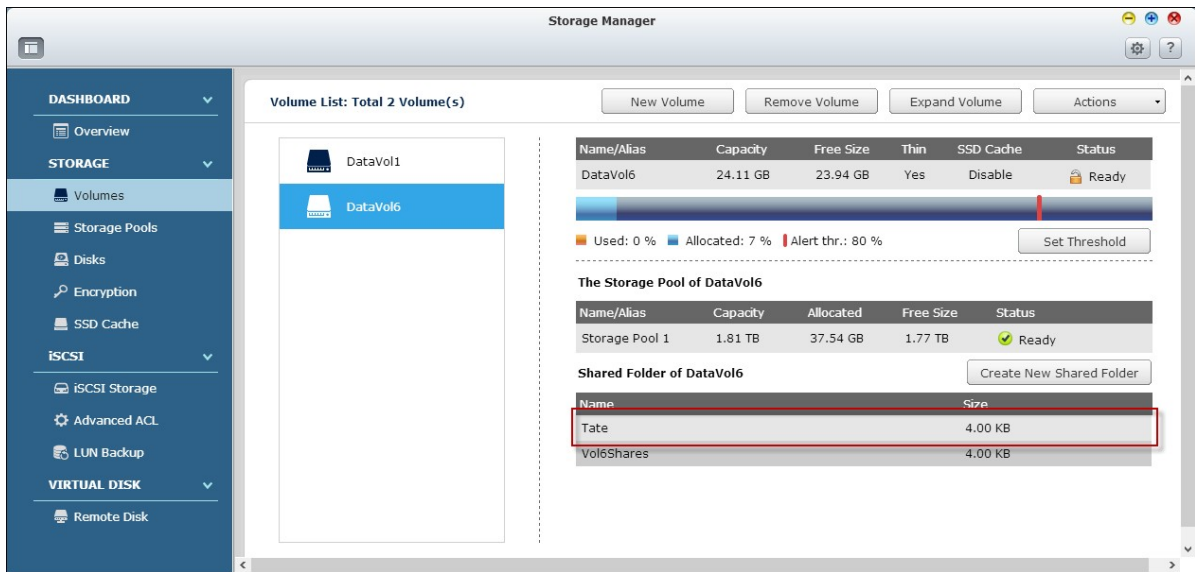 Storage Manager
?
DASHBOARD
Overview
STORAGE
Volumes
Storage Pools
Disks
Encryption
SSD Cache
iSCSI
iSCSI Storage
Advanced ACL
LUN Backup
VIRTUAL DISK
Remote Disk
Volume List: Total 2 Volume(s) New Volume Remove Volume Expand Volume Actions
DataVol1
DataVol6
Name/Alias Capacity Free Size Thin SSD Cache Status
DataVol6 24.11 GB 23.94 GB Yes Disable Ready
Used: 0 % Allocated: 7 % Alert thr.: 80 % Set Threshold
The Storage Pool of DataVol6
Name/Alias Capacity Allocated Free Size Status
Storage Pool 1 1.81 TB 37.54 GB 1.77 TB Ready
Shared Folder of DataVol6 Create New Shared Folder
Name Size
Tate 4.00 KB
Vol6Shares 4.00 KB